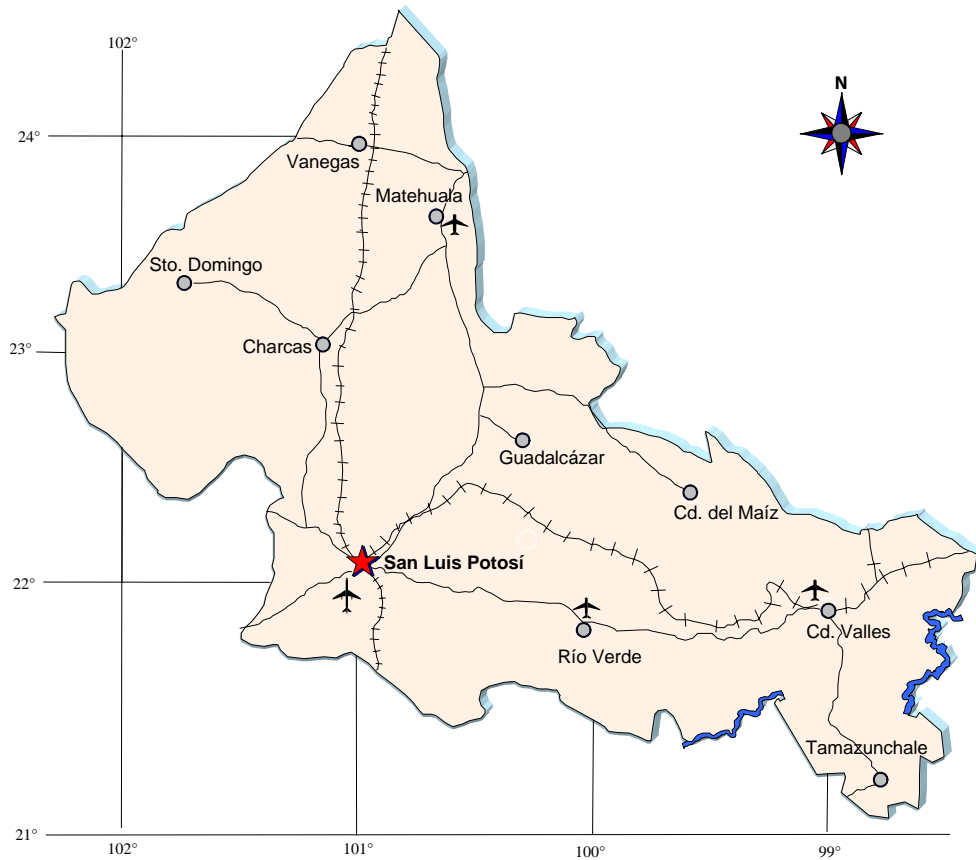 102°
N
24°
Vanegas
Matehuala
Sto. Domingo
23°
Charcas
Guadalcázar
Cd. del Maíz
San Luis Potosí
22°
Cd. Valles
Río Verde
Tamazunchale
21°
102°
101°
100°
99°